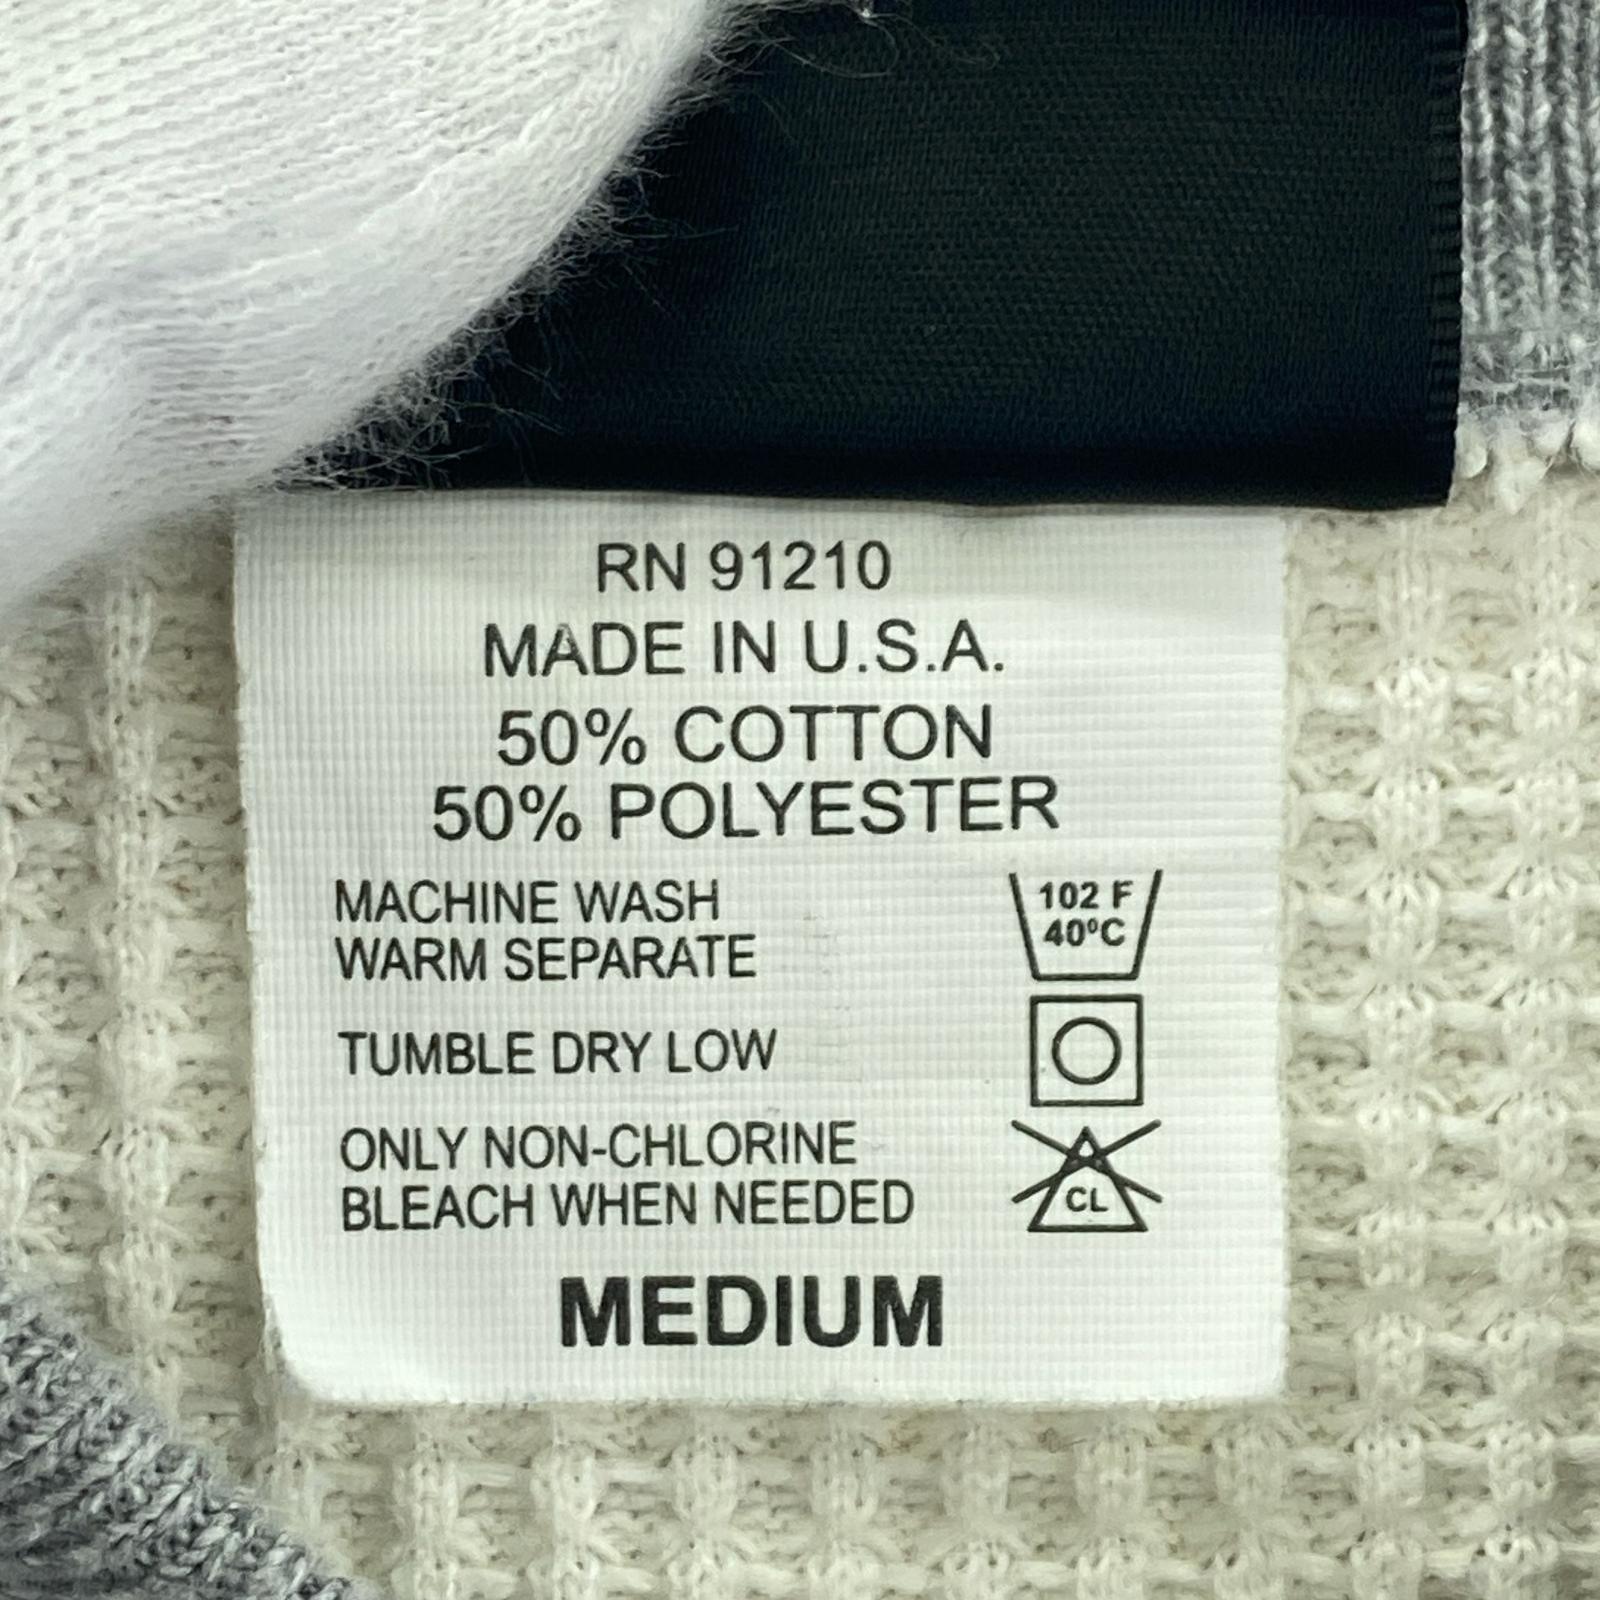 RN 91210
MADE IN U.S.A.
50% COTTON
50% POLYESTER
MACHINE WASH
WARM SEPARATE
102 F
40ºC
TUMBLE DRY LOW
ONLY NON-CHLORINE
BLEACH WHEN NEEDED
CL
MEDIUM